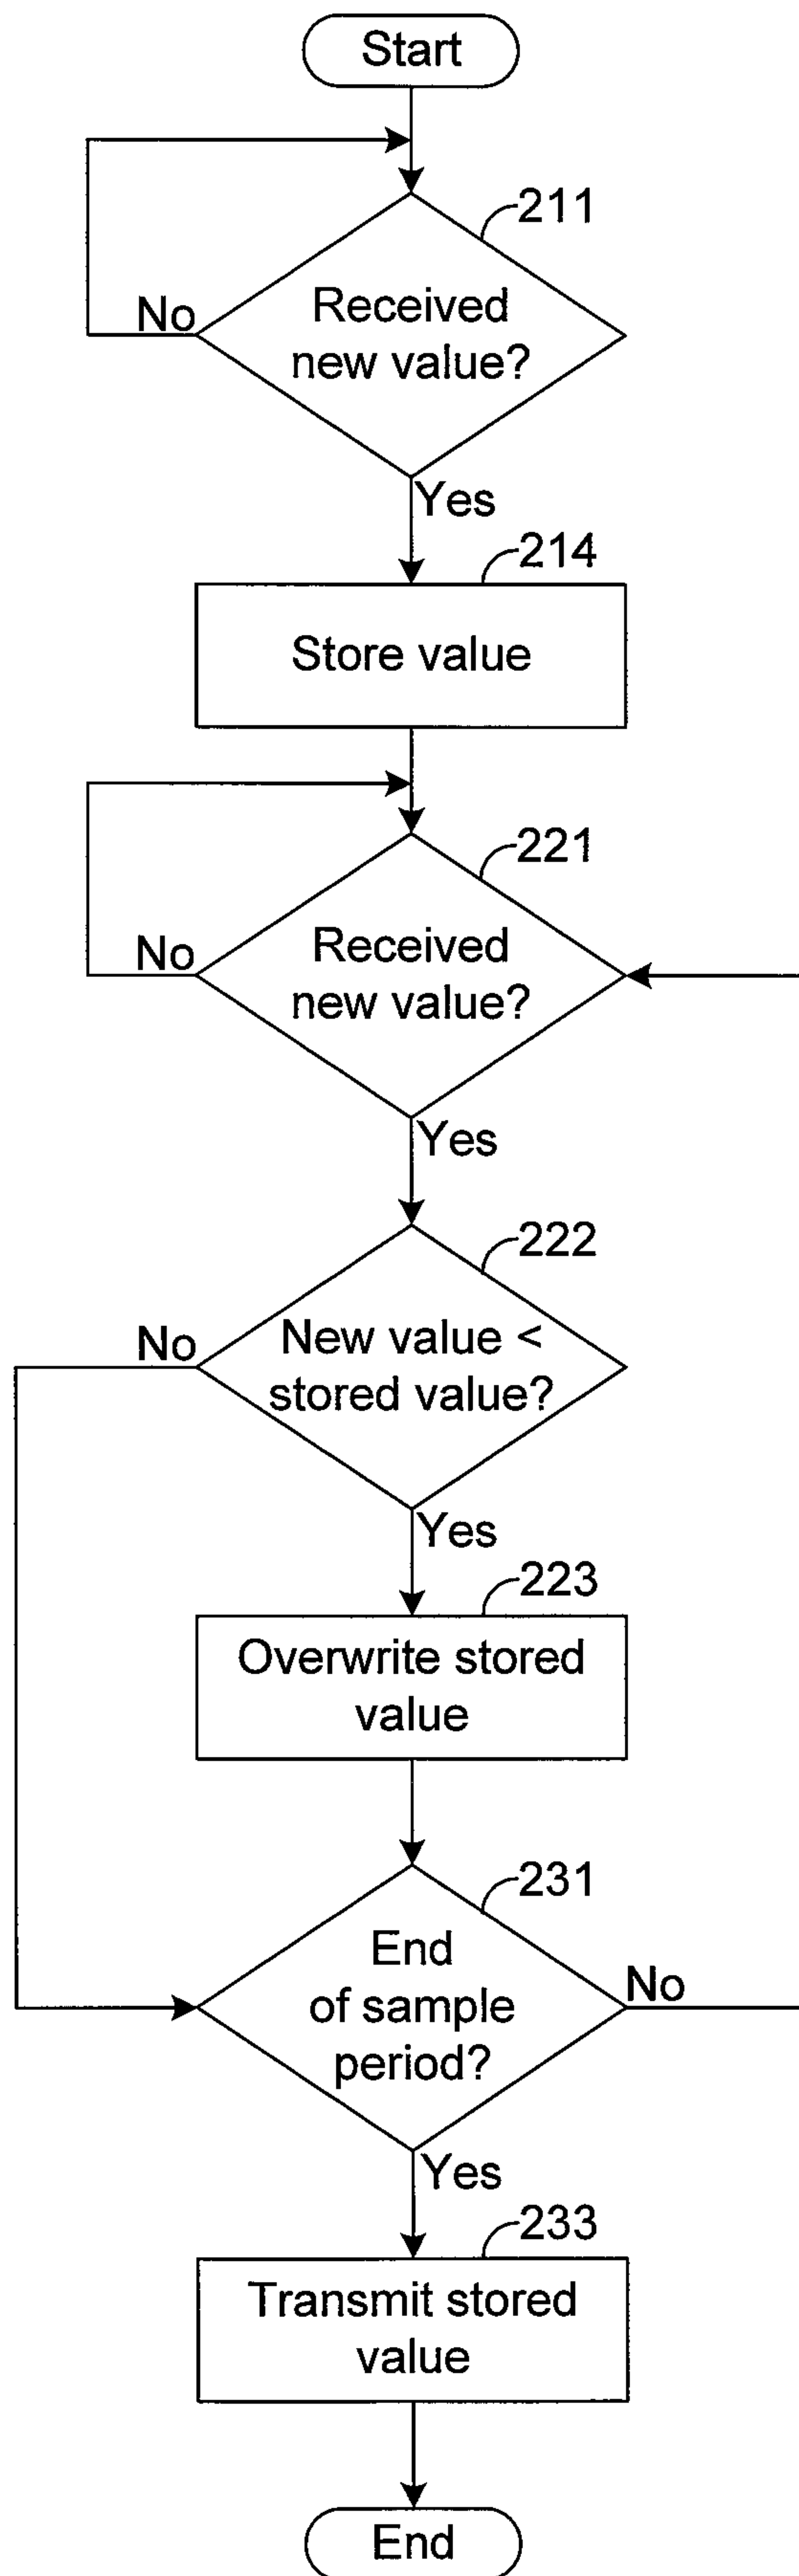 Start
211
Received
new value?
No
Yes
214
Store value
221
Received
new value?
No
Yes
222
New value <
stored value?
No
Yes
223
Overwrite stored
value
231
End
of sample
period?
No
Yes
233
Transmit stored
value
End